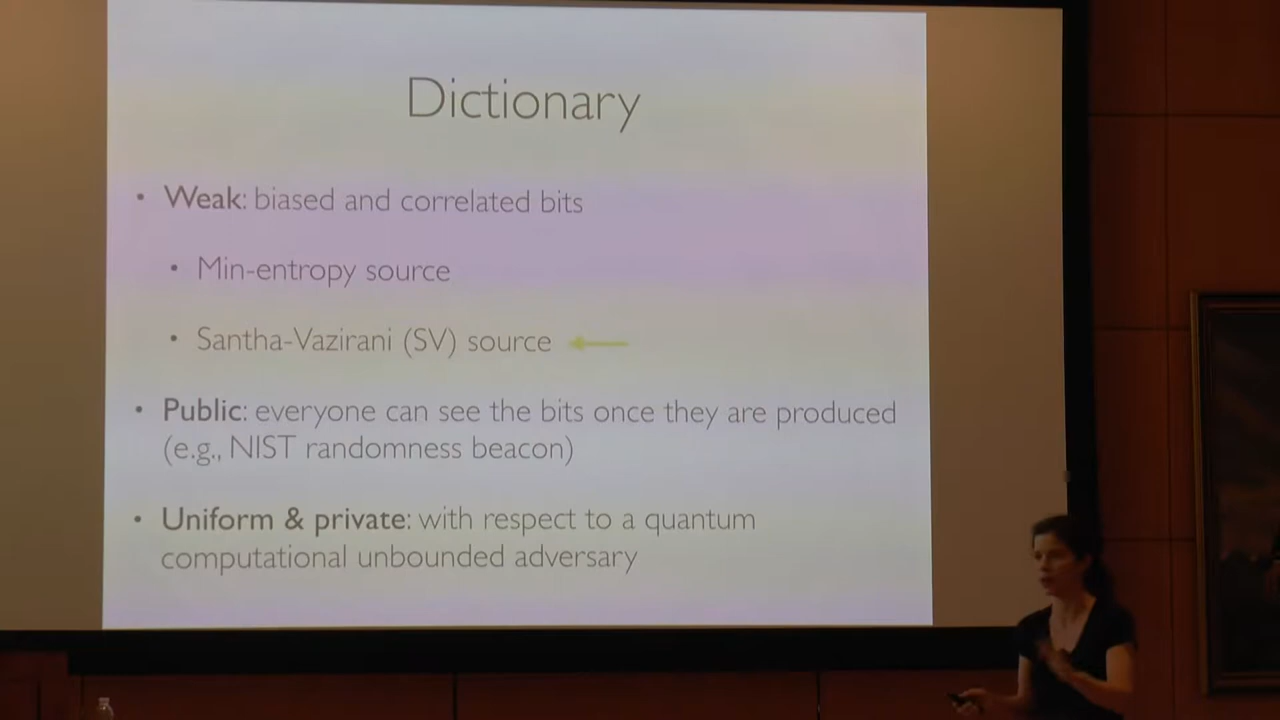 Dictionary
• Weak: biased and correlated bits
• Min-entropy source
• Santha-Vazirani (SV) source
• Public: everyone can see the bits once they are produced
(e.g., NIST randomness beacon)
• Uniform & private: with respect to a quantum
computational unbounded adversary